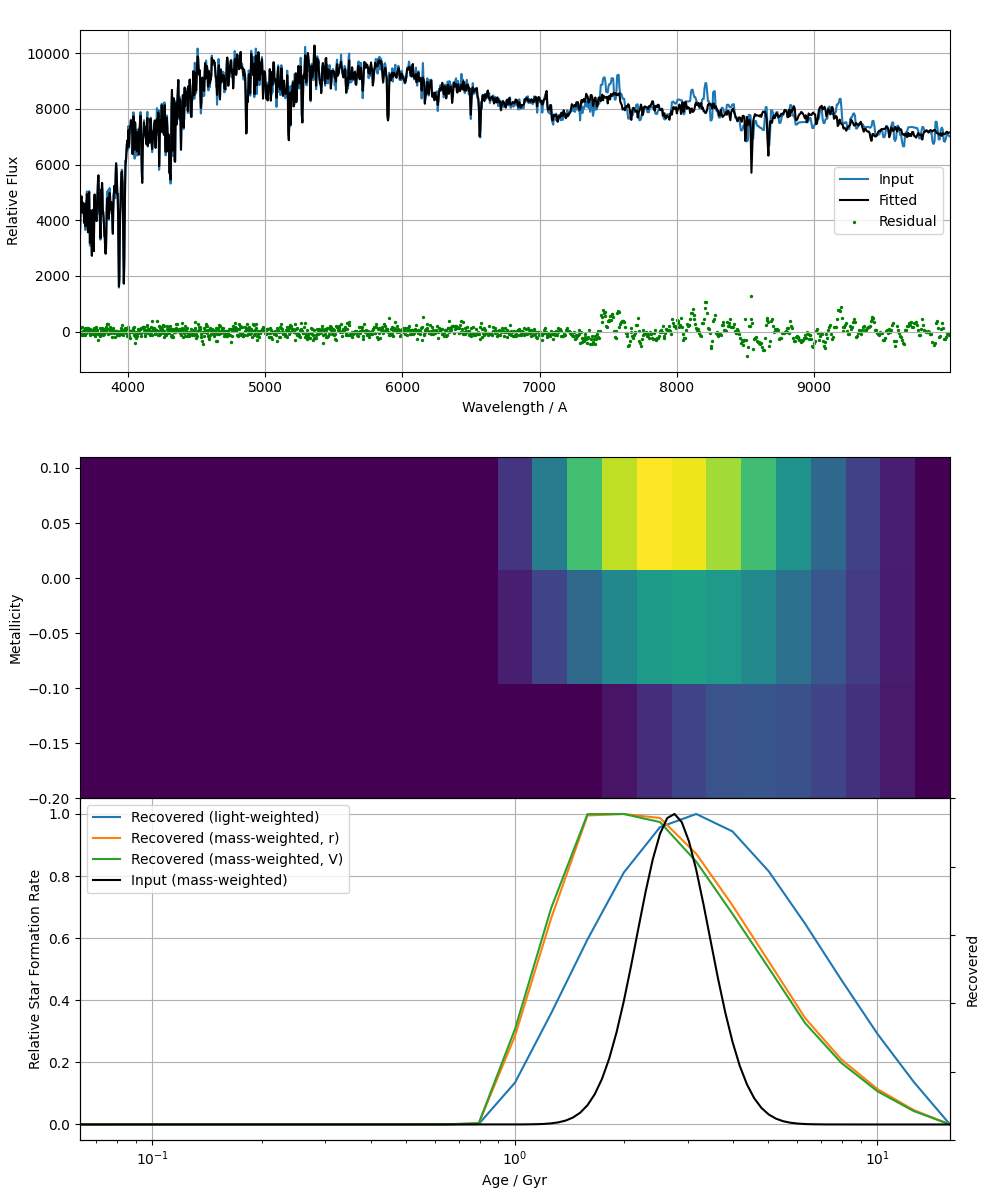 10000
8000
6000
4000
2000
0
Relative Flux
Input
Fitted
Residual
4000 5000 6000 7000 8000 9000
Wavelength / A
0.10
0.05
0.00
−0.05
−0.10
−0.15
−0.20
Metallicity
Recovered (light-weighted)
Recovered (mass-weighted, r)
Recovered (mass-weighted, V)
Input (mass-weighted)
1.0
0.8
0.6
0.4
0.2
0.0
Relative Star Formation Rate
Recovered
10⁻¹ 10⁰ 10¹
Age / Gyr